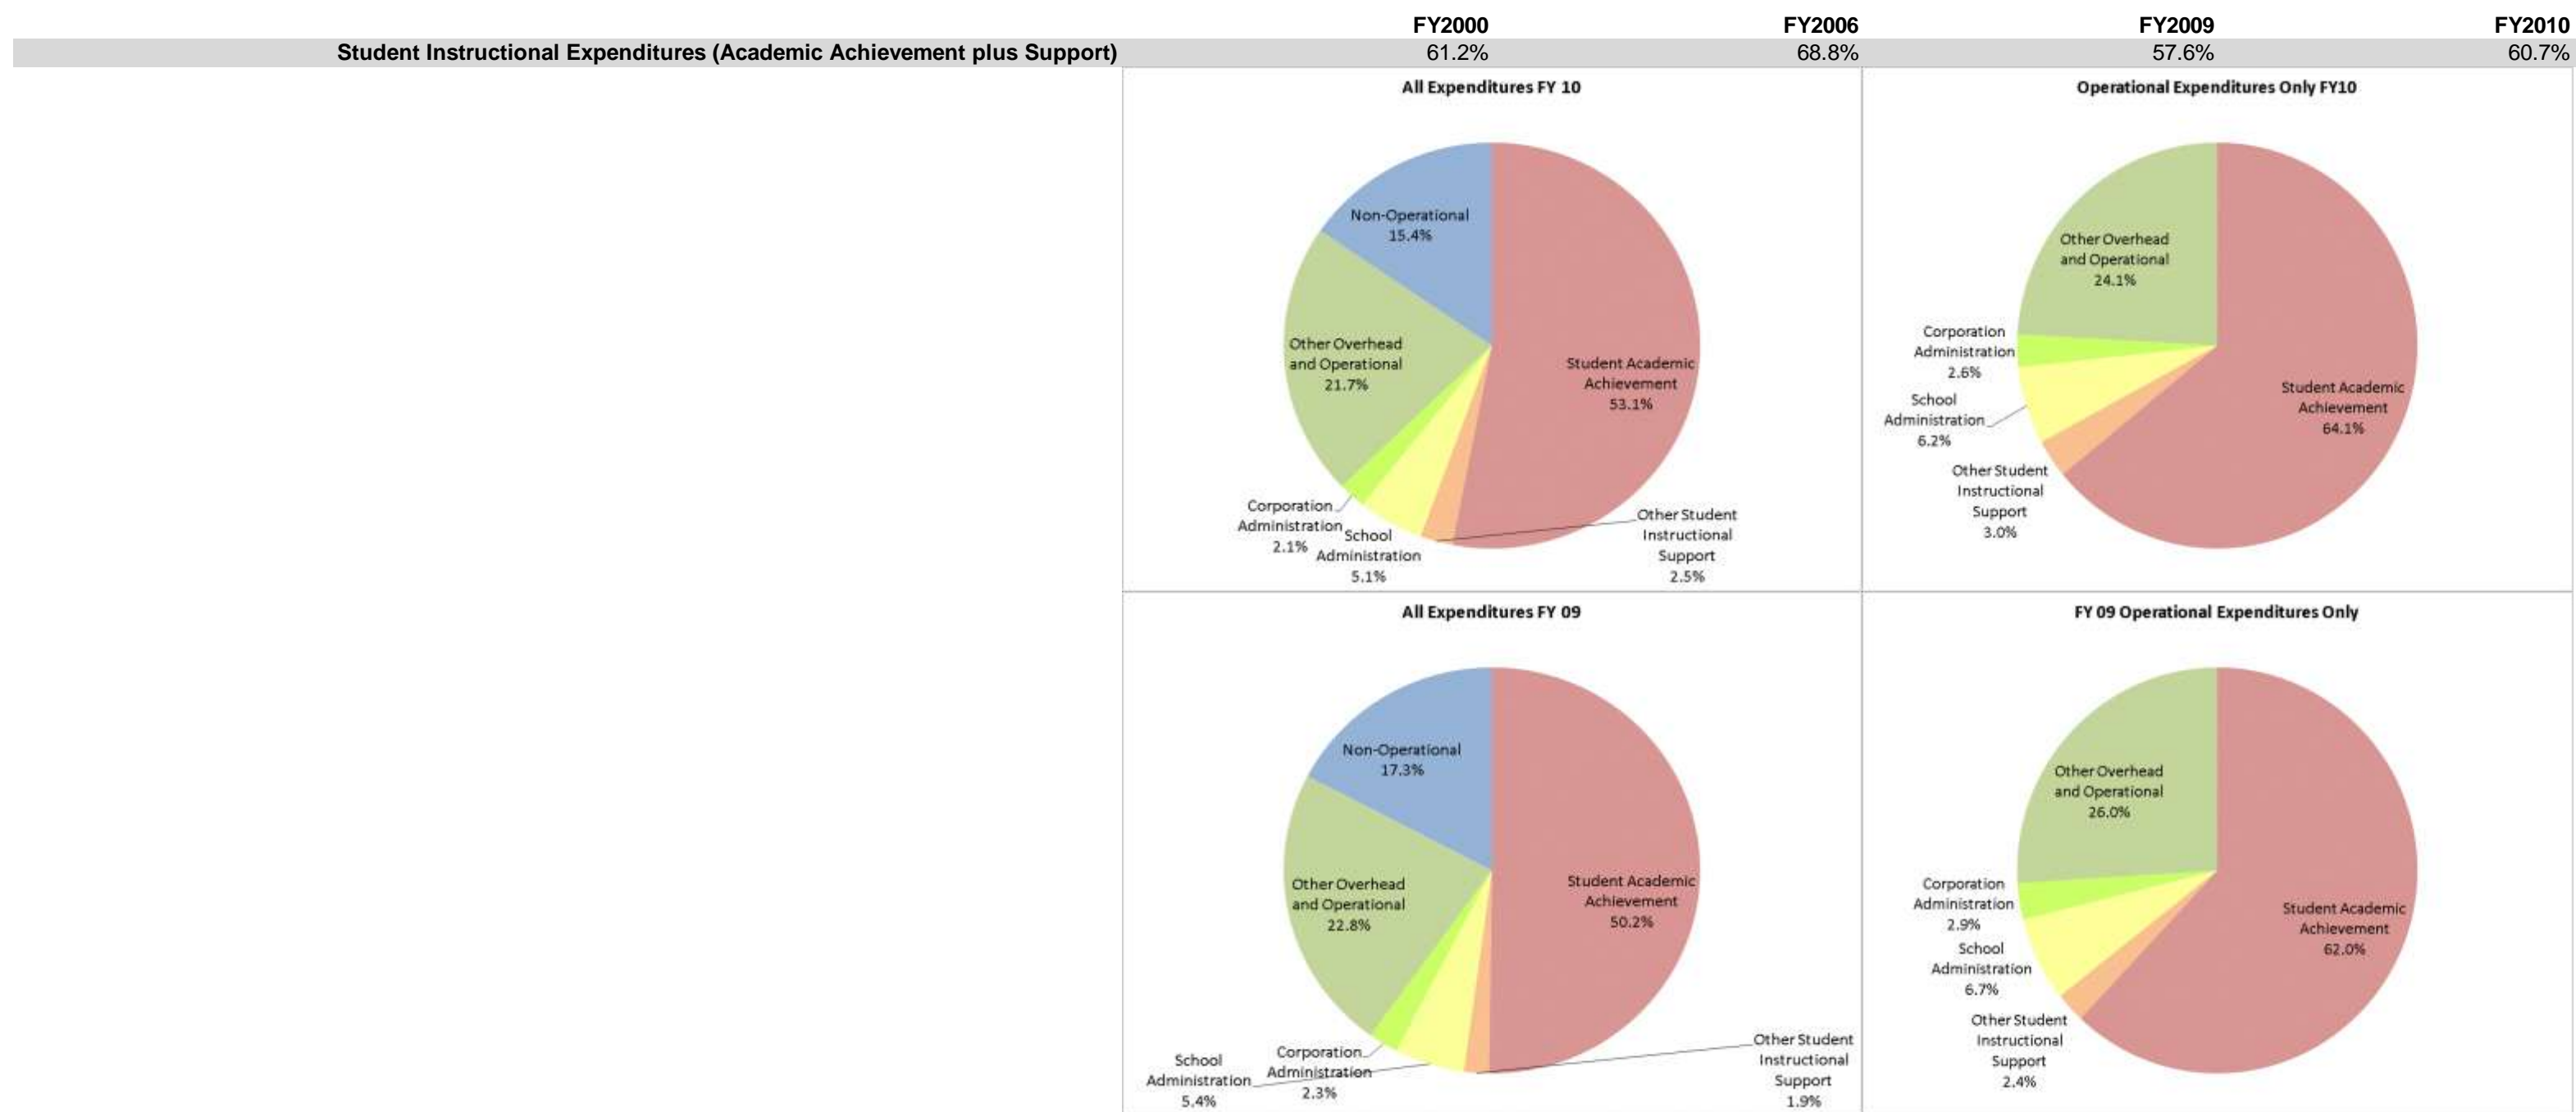 FY2000 FY2006 FY2009 FY2010
Student Instructional Expenditures (Academic Achievement plus Support) 61.2% 68.8% 57.6% 60.7%
All Expenditures FY 10
Non-Operational
15.4%
Other Overhead
and Operational
21.7%
Student Academic
Achievement
53.1%
Corporation
Administration
2.1%
School
Administration
5.1%
Other Student
Instructional
Support
2.5%
Operational Expenditures Only FY10
Other Overhead
and Operational
24.1%
Corporation
Administration
2.6%
School
Administration
6.2%
Other Student
Instructional
Support
3.0%
Student Academic
Achievement
64.1%
All Expenditures FY 09
Non-Operational
17.3%
Other Overhead
and Operational
22.8%
Student Academic
Achievement
50.2%
School
Administration
5.4%
Corporation
Administration
2.3%
Other Student
Instructional
Support
1.9%
FY 09 Operational Expenditures Only
Other Overhead
and Operational
26.0%
Corporation
Administration
2.9%
School
Administration
6.7%
Other Student
Instructional
Support
2.4%
Student Academic
Achievement
62.0%